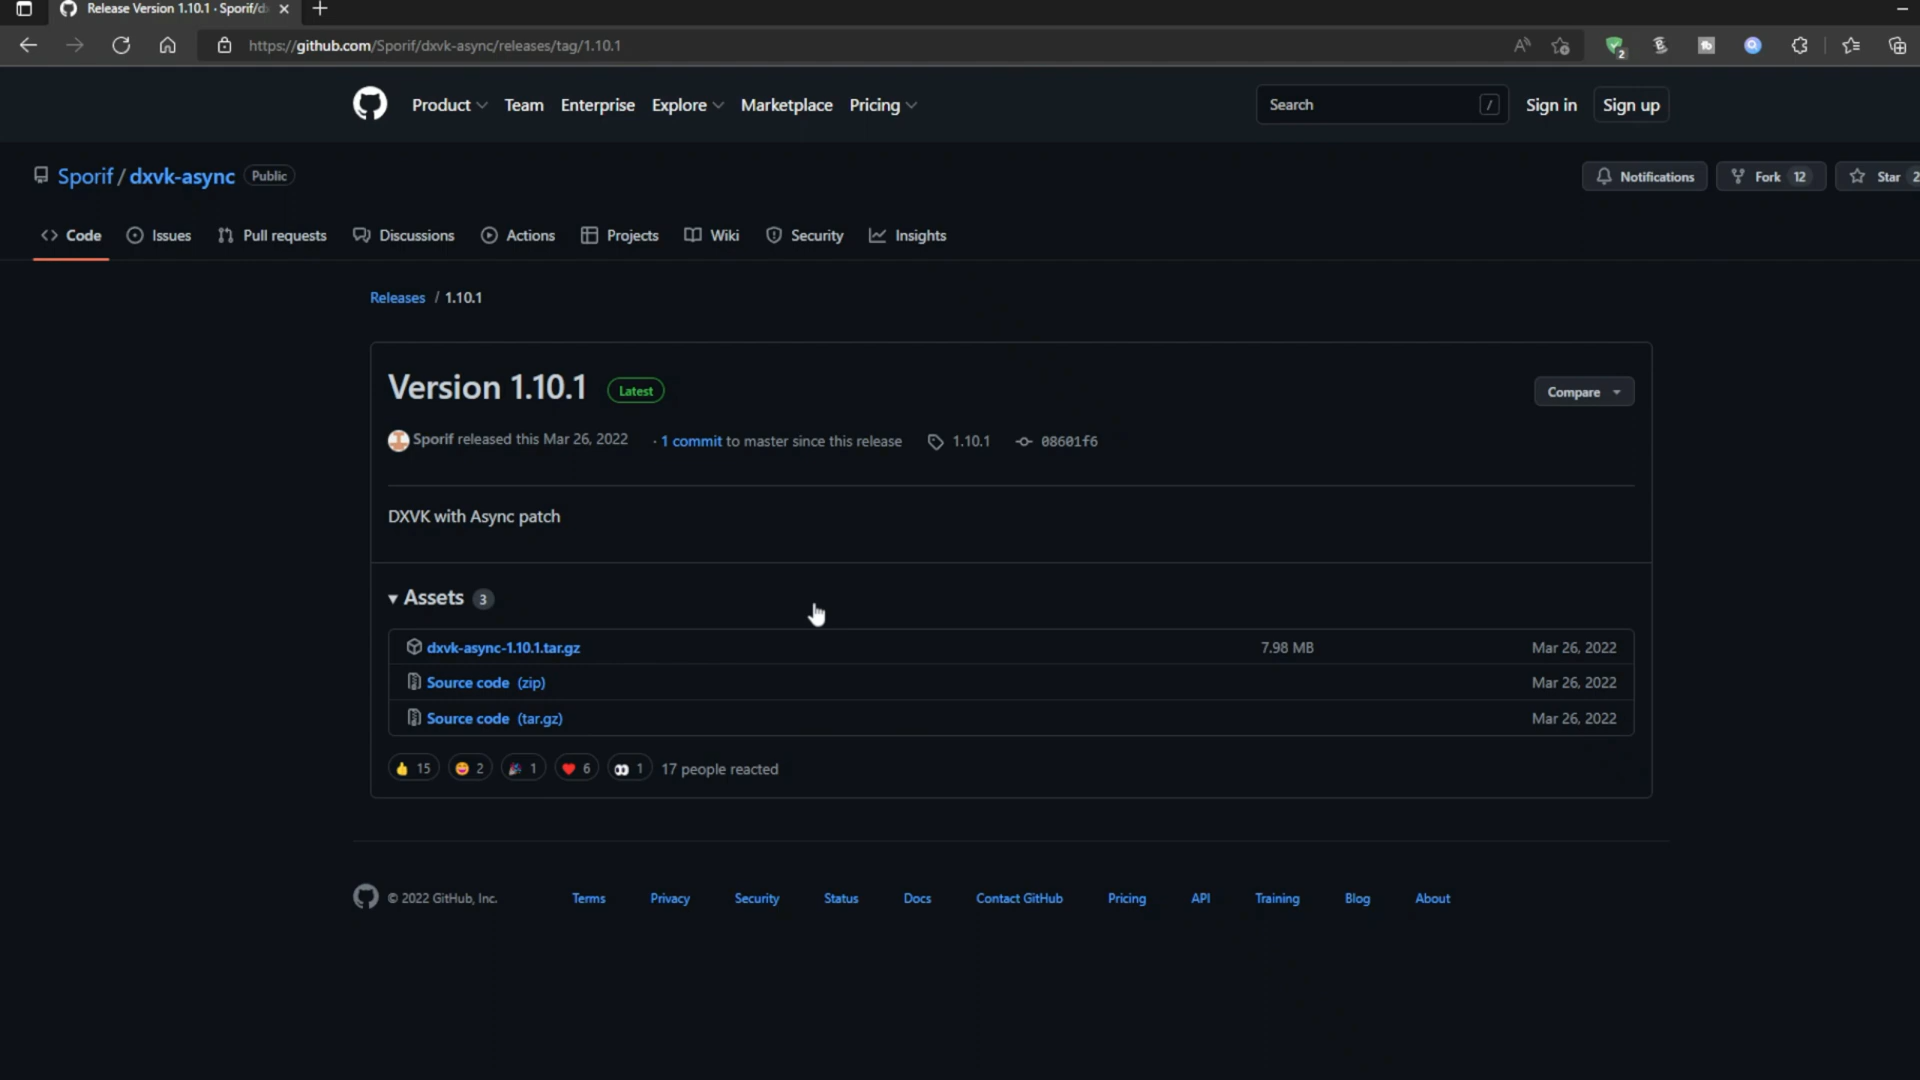 Release Version 1.10.1 · Sporif/d
https://github.com/Sporif/dxvk-async/releases/tag/1.10.1
2
Product Team Enterprise Explore Marketplace Pricing Search / Sign in Sign up
Sporif / dxvk-async Public Notifications Fork 12 Star 2
Code Issues Pull requests Discussions Actions Projects Wiki Security Insights
Releases / 1.10.1
Version 1.10.1 Latest Compare
Sporif released this Mar 26, 2022 · 1 commit to master since this release 1.10.1 08601f6
DXVK with Async patch
Assets 3
dxvk-async-1.10.1.tar.gz 7.98 MB Mar 26, 2022
Source code (zip) Mar 26, 2022
Source code (tar.gz) Mar 26, 2022
15 2 1 6 1 17 people reacted
© 2022 GitHub, Inc. Terms Privacy Security Status Docs Contact GitHub Pricing API Training Blog About